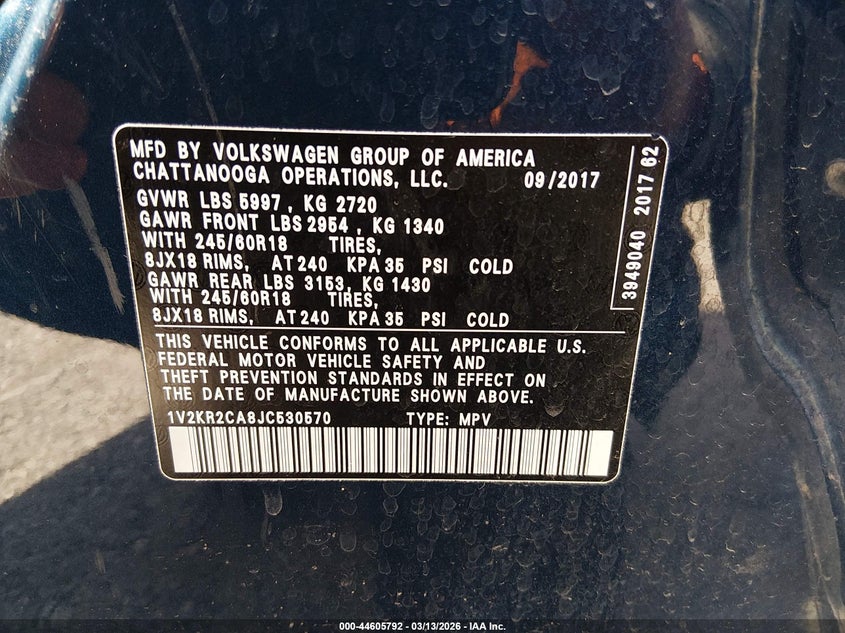 MFD BY VOLKSWAGEN GROUP OF AMERICA
CHATTANOOGA OPERATIONS, LLC. 09/2017
GVWR LBS 5997, KG 2720
GAWR FRONT LBS 2954, KG 1340
WITH 245/60R18 TIRES,
8JX18 RIMS, AT 240 KPA 35 PSI COLD
GAWR REAR LBS 3153, KG 1430
WITH 245/60R18 TIRES,
8JX18 RIMS, AT 240 KPA 35 PSI COLD
THIS VEHICLE CONFORMS TO ALL APPLICABLE U.S.
FEDERAL MOTOR VEHICLE SAFETY AND
THEFT PREVENTION STANDARDS IN EFFECT ON
THE DATE OF MANUFACTURE SHOWN ABOVE.
1V2KR2CA8JC530570 TYPE: MPV
3949040 2017 62
000-44605792 - 03/13/2026 - IAA Inc.